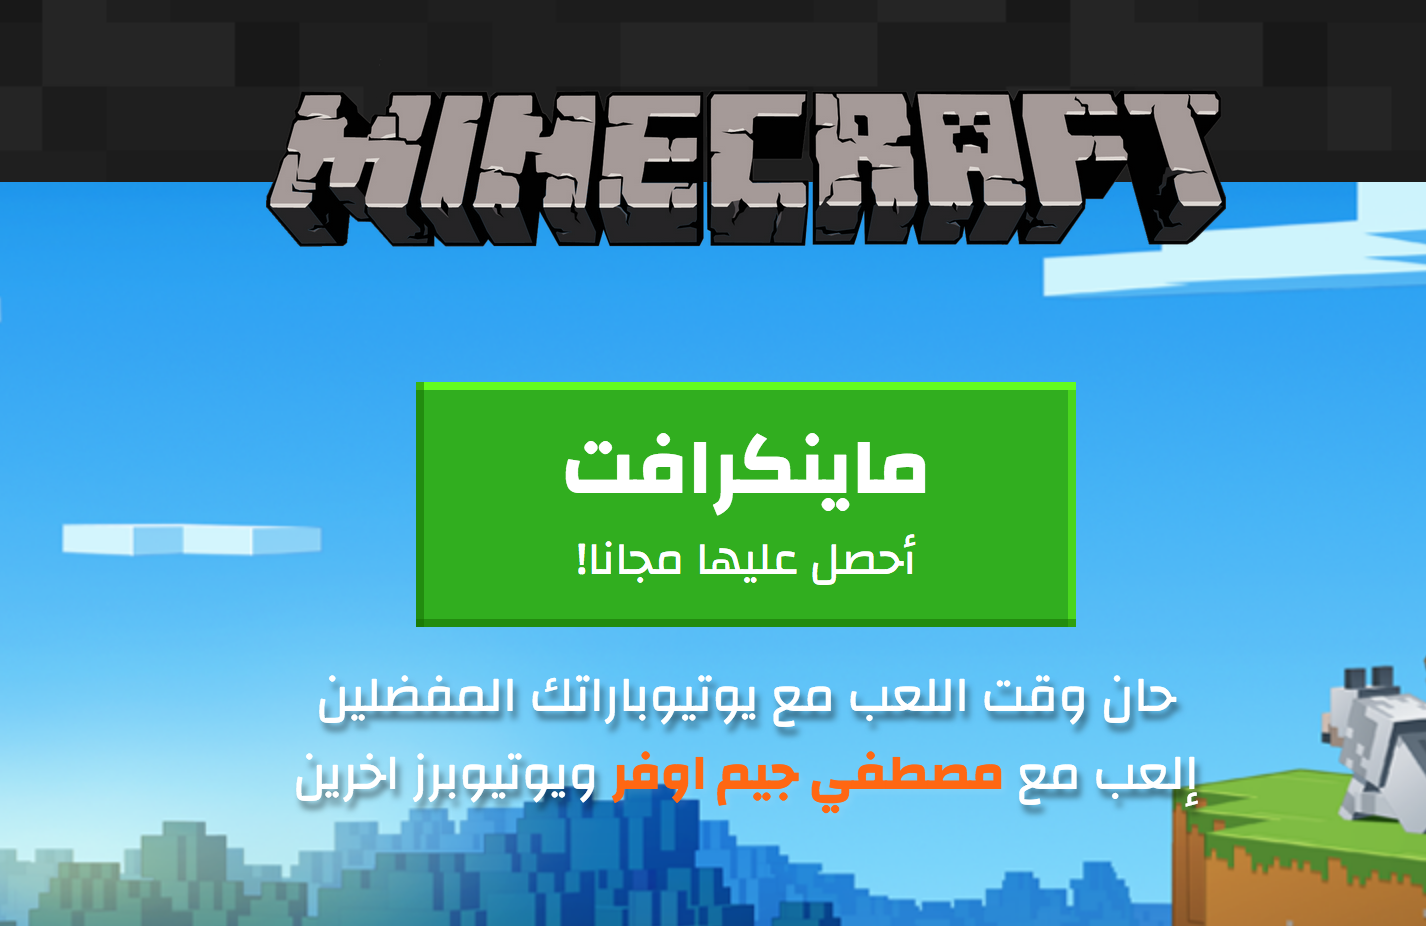 MINECRAFT
ماينكرافت
أحصل عليها مجانا!
حان وقت اللعب مع يوتيوباراتك المفضلين
إلعب مع مصطفي جيم اوفر ويوتيوبرز اخرين